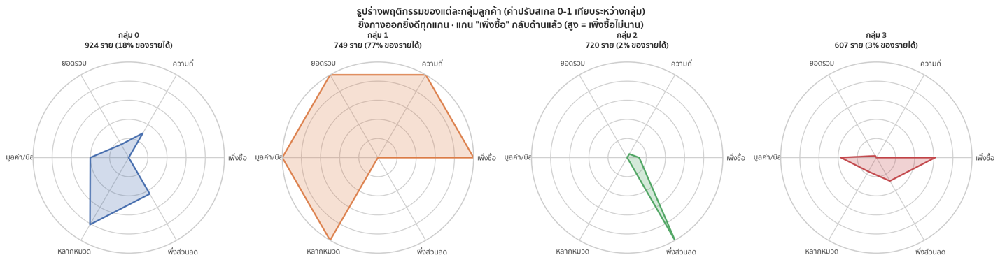 รูปร่างพฤติกรรมของแต่ละกลุ่มลูกค้า (ค่าปรับสเกล 0-1 เทียบระหว่างกลุ่ม)
ยิ่งกางออกยิ่งดีทุกแกน · แกน "เพิ่งซื้อ" กลับด้านแล้ว (สูง = เพิ่งซื้อไม่นาน)
กลุ่ม 0
924 ราย (18% ของรายได้)
ยอดรวม
ความถี่
มูลค่า/บิล
เพิ่งซื้อ
หลากหมวด
พึ่งส่วนลด
กลุ่ม 1
749 ราย (77% ของรายได้)
ยอดรวม
ความถี่
มูลค่า/บิล
เพิ่งซื้อ
หลากหมวด
พึ่งส่วนลด
กลุ่ม 2
720 ราย (2% ของรายได้)
ยอดรวม
ความถี่
มูลค่า/บิล
เพิ่งซื้อ
หลากหมวด
พึ่งส่วนลด
กลุ่ม 3
607 ราย (3% ของรายได้)
ยอดรวม
ความถี่
มูลค่า/บิล
เพิ่งซื้อ
หลากหมวด
พึ่งส่วนลด